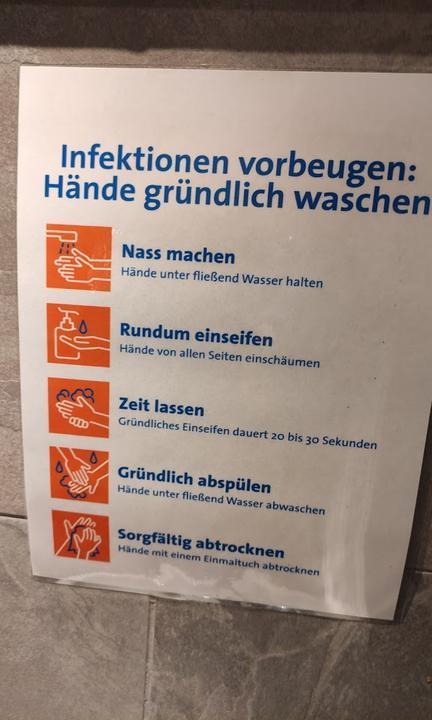 Infektionen vorbeugen:
Hände gründlich waschen
Nass machen
Hände unter fließend Wasser halten
Rundum einseifen
Hände von allen Seiten einschäumen
Zeit lassen
Gründliches Einseifen dauert 20 bis 30 Sekunden
Gründlich abspülen
Hände unter fließend Wasser abwaschen
Sorgfältig abtrocknen
Hände mit einem Einmaltuch abtrocknen